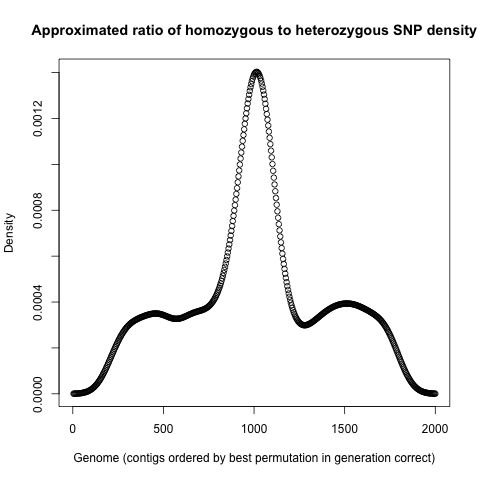 Approximated ratio of homozygous to heterozygous SNP density
Density
0.0012
0.0008
0.0004
0.0000
0 500 1000 1500 2000
Genome (contigs ordered by best permutation in generation correct)